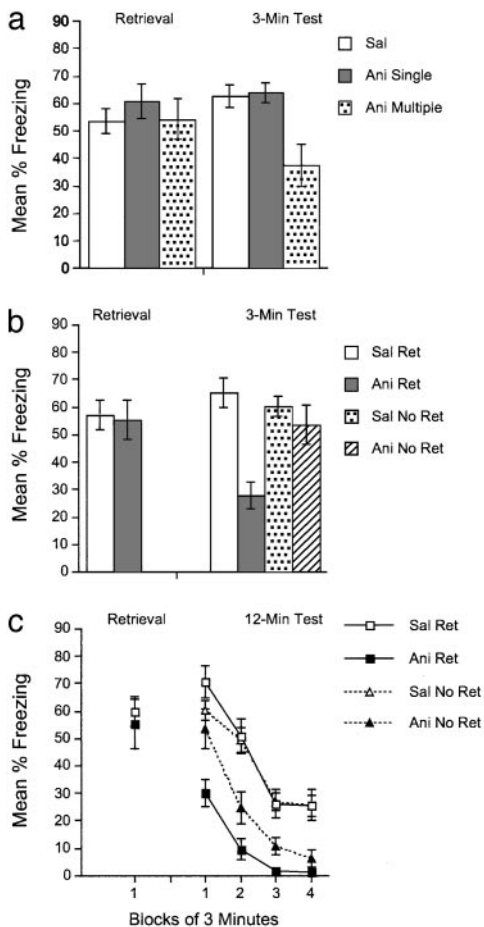 a
Retrieval 3-Min Test
Mean % Freezing
90
80
70
60
50
40
30
20
10
0
Sal
Ani Single
Ani Multiple
b
Retrieval 3-Min Test
Mean % Freezing
90
80
70
60
50
40
30
20
10
0
Sal Ret
Ani Ret
Sal No Ret
Ani No Ret
c
Retrieval 12-Min Test
Mean % Freezing
90
80
70
60
50
40
30
20
10
0
Sal Ret
Ani Ret
Sal No Ret
Ani No Ret
1 1 2 3 4
Blocks of 3 Minutes